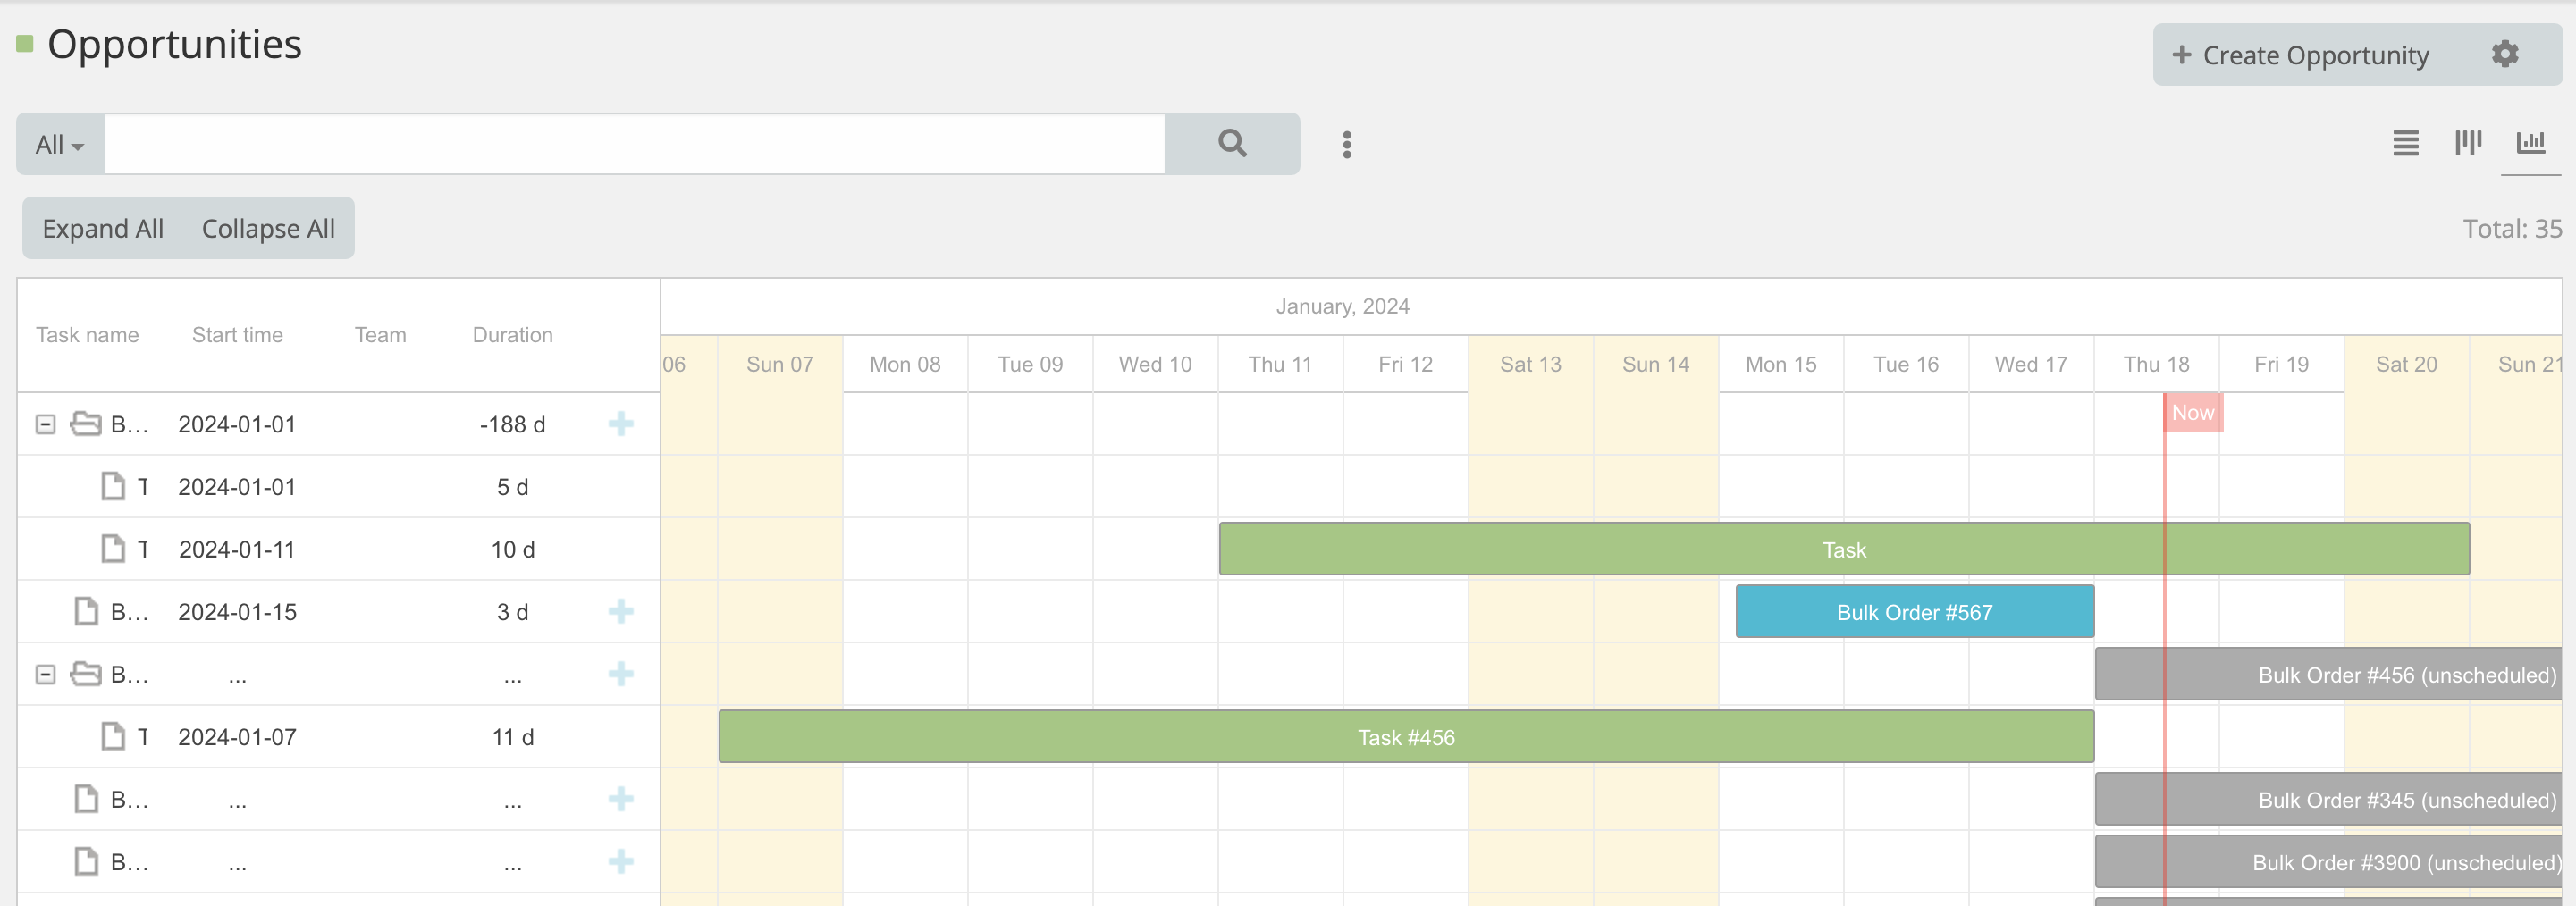 Opportunities
+ Create Opportunity
All
Expand All Collapse All
Total: 35
Task name Start time Team Duration
January, 2024
06 Sun 07 Mon 08 Tue 09 Wed 10 Thu 11 Fri 12 Sat 13 Sun 14 Mon 15 Tue 16 Wed 17 Thu 18 Fri 19 Sat 20 Sun 21
B... 2024-01-01 -188 d Now
T 2024-01-01 5 d
T 2024-01-11 10 d Task
B... 2024-01-15 3 d Bulk Order #567
B... ... ... Bulk Order #456 (unscheduled)
T 2024-01-07 11 d Task #456
B... ... ... Bulk Order #345 (unscheduled)
B... ... ... Bulk Order #3900 (unscheduled)